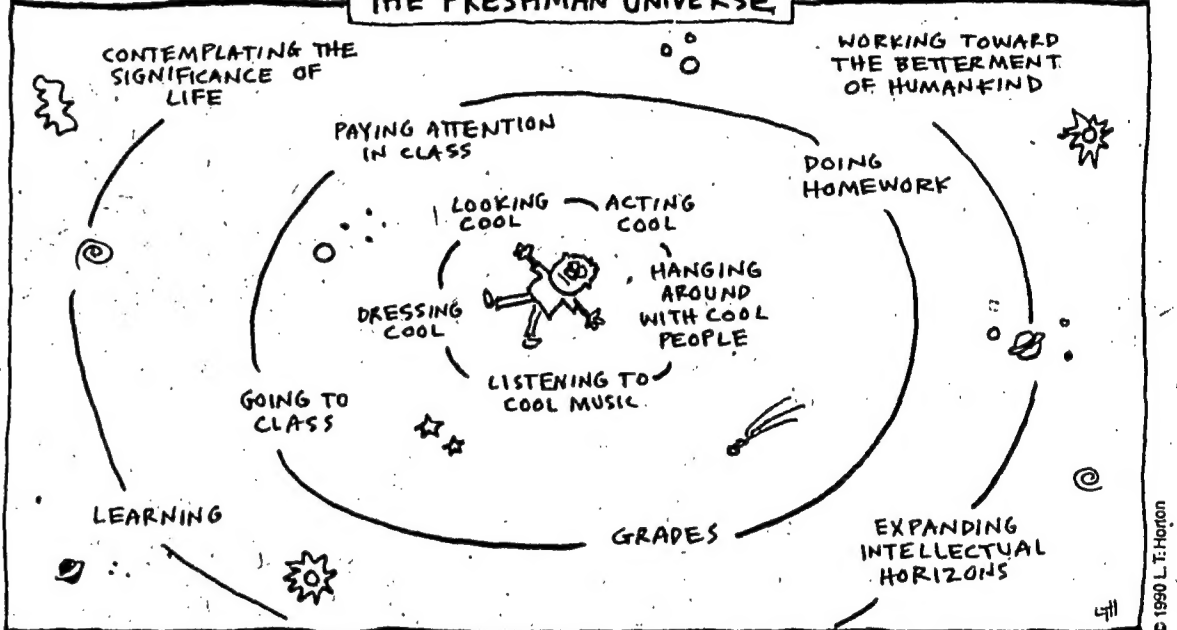 THE FRESHMAN UNIVERSE
CONTEMPLATING THE
SIGNIFICANCE OF
LIFE
WORKING TOWARD
THE BETTERMENT
OF HUMANKIND
PAYING ATTENTION
IN CLASS
DOING
HOMEWORK
LOOKING
COOL
ACTING
COOL
HANGING
AROUND
WITH COOL
PEOPLE
DRESSING
COOL
LISTENING TO
COOL MUSIC
GOING TO
CLASS
LEARNING
GRADES
EXPANDING
INTELLECTUAL
HORIZONS
LTH
© 1990 L.T. Horton